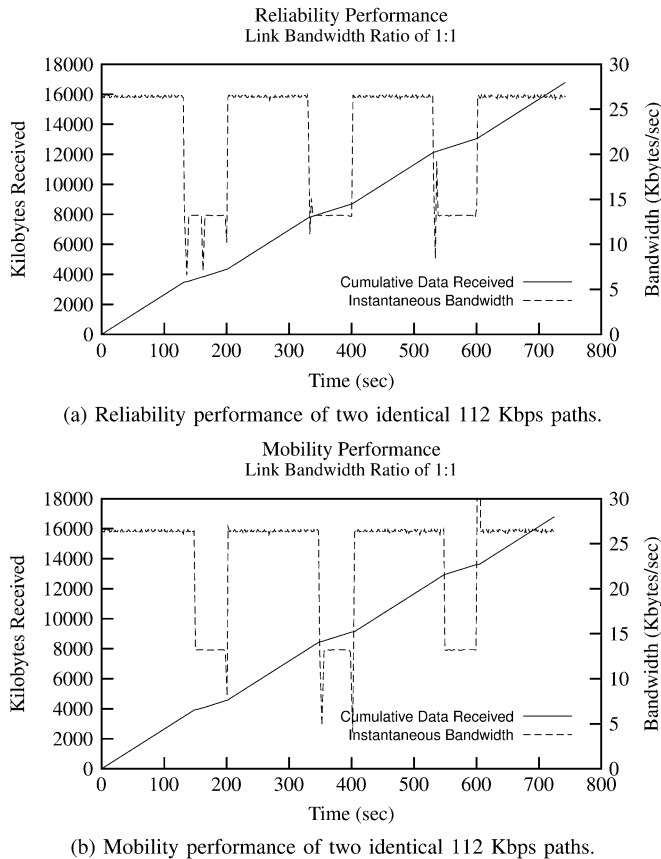 Reliability Performance
Link Bandwidth Ratio of 1:1
18000
16000
14000
12000
10000
8000
6000
4000
2000
0
Kilobytes Received
30
25
20
15
10
5
0
Bandwidth (Kbytes/sec)
Cumulative Data Received
Instantaneous Bandwidth
0 100 200 300 400 500 600 700 800
Time (sec)
(a) Reliability performance of two identical 112 Kbps paths.
Mobility Performance
Link Bandwidth Ratio of 1:1
18000
16000
14000
12000
10000
8000
6000
4000
2000
0
Kilobytes Received
30
25
20
15
10
5
0
Bandwidth (Kbytes/sec)
Cumulative Data Received
Instantaneous Bandwidth
0 100 200 300 400 500 600 700 800
Time (sec)
(b) Mobility performance of two identical 112 Kbps paths.